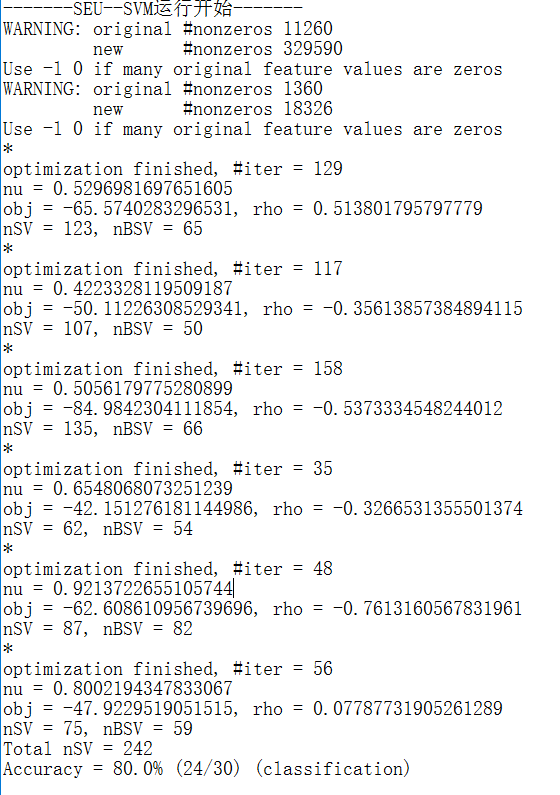 -------SEU--SVM运行开始-------
WARNING: original #nonzeros 11260
new #nonzeros 329590
Use -l 0 if many original feature values are zeros
WARNING: original #nonzeros 1360
new #nonzeros 18326
Use -l 0 if many original feature values are zeros
*
optimization finished, #iter = 129
nu = 0.5296981697651605
obj = -65.5740283296531, rho = 0.513801795797779
nSV = 123, nBSV = 65
*
optimization finished, #iter = 117
nu = 0.4223328119509187
obj = -50.11226308529341, rho = -0.35613857384894115
nSV = 107, nBSV = 50
*
optimization finished, #iter = 158
nu = 0.5056179775280899
obj = -84.9842304111854, rho = -0.5373334548244012
nSV = 135, nBSV = 66
*
optimization finished, #iter = 35
nu = 0.6548068073251239
obj = -42.151276181144986, rho = -0.3266531355501374
nSV = 62, nBSV = 54
*
optimization finished, #iter = 48
nu = 0.9213722655105744
obj = -62.608610956739696, rho = -0.7613160567831961
nSV = 87, nBSV = 82
*
optimization finished, #iter = 56
nu = 0.8002194347833067
obj = -47.9229519051515, rho = 0.07787731905261289
nSV = 75, nBSV = 59
Total nSV = 242
Accuracy = 80.0% (24/30) (classification)